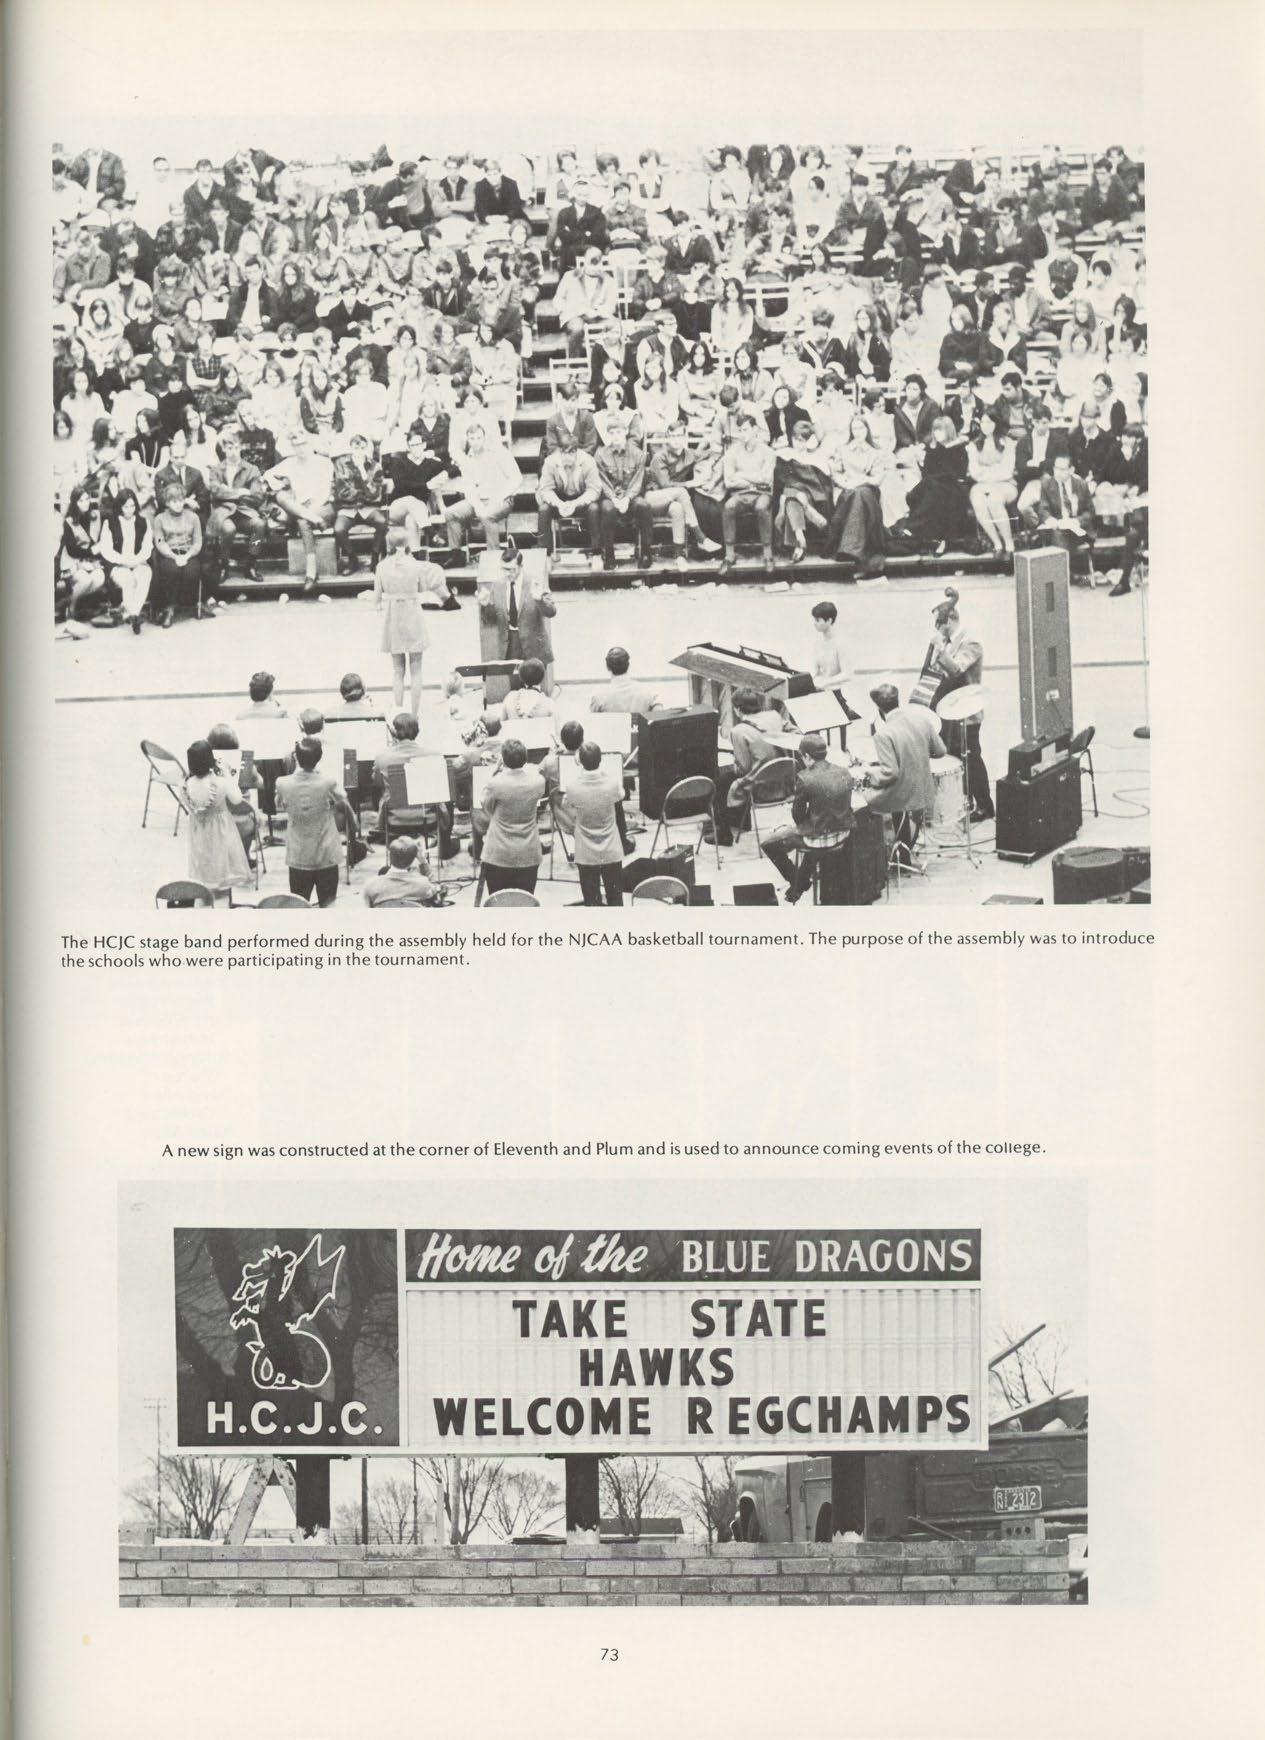 The HCJC stage band performed during the assembly held for the NJCAA basketball tournament. The purpose of the assembly was to introduce
the schools who were participating in the tournament.
A new sign was constructed at the corner of Eleventh and Plum and is used to announce coming events of the college.
Home of the BLUE DRAGONS
TAKE STATE
HAWKS
WELCOME REGCHAMPS
H.C.J.C.
DODGE
RN 2312
73